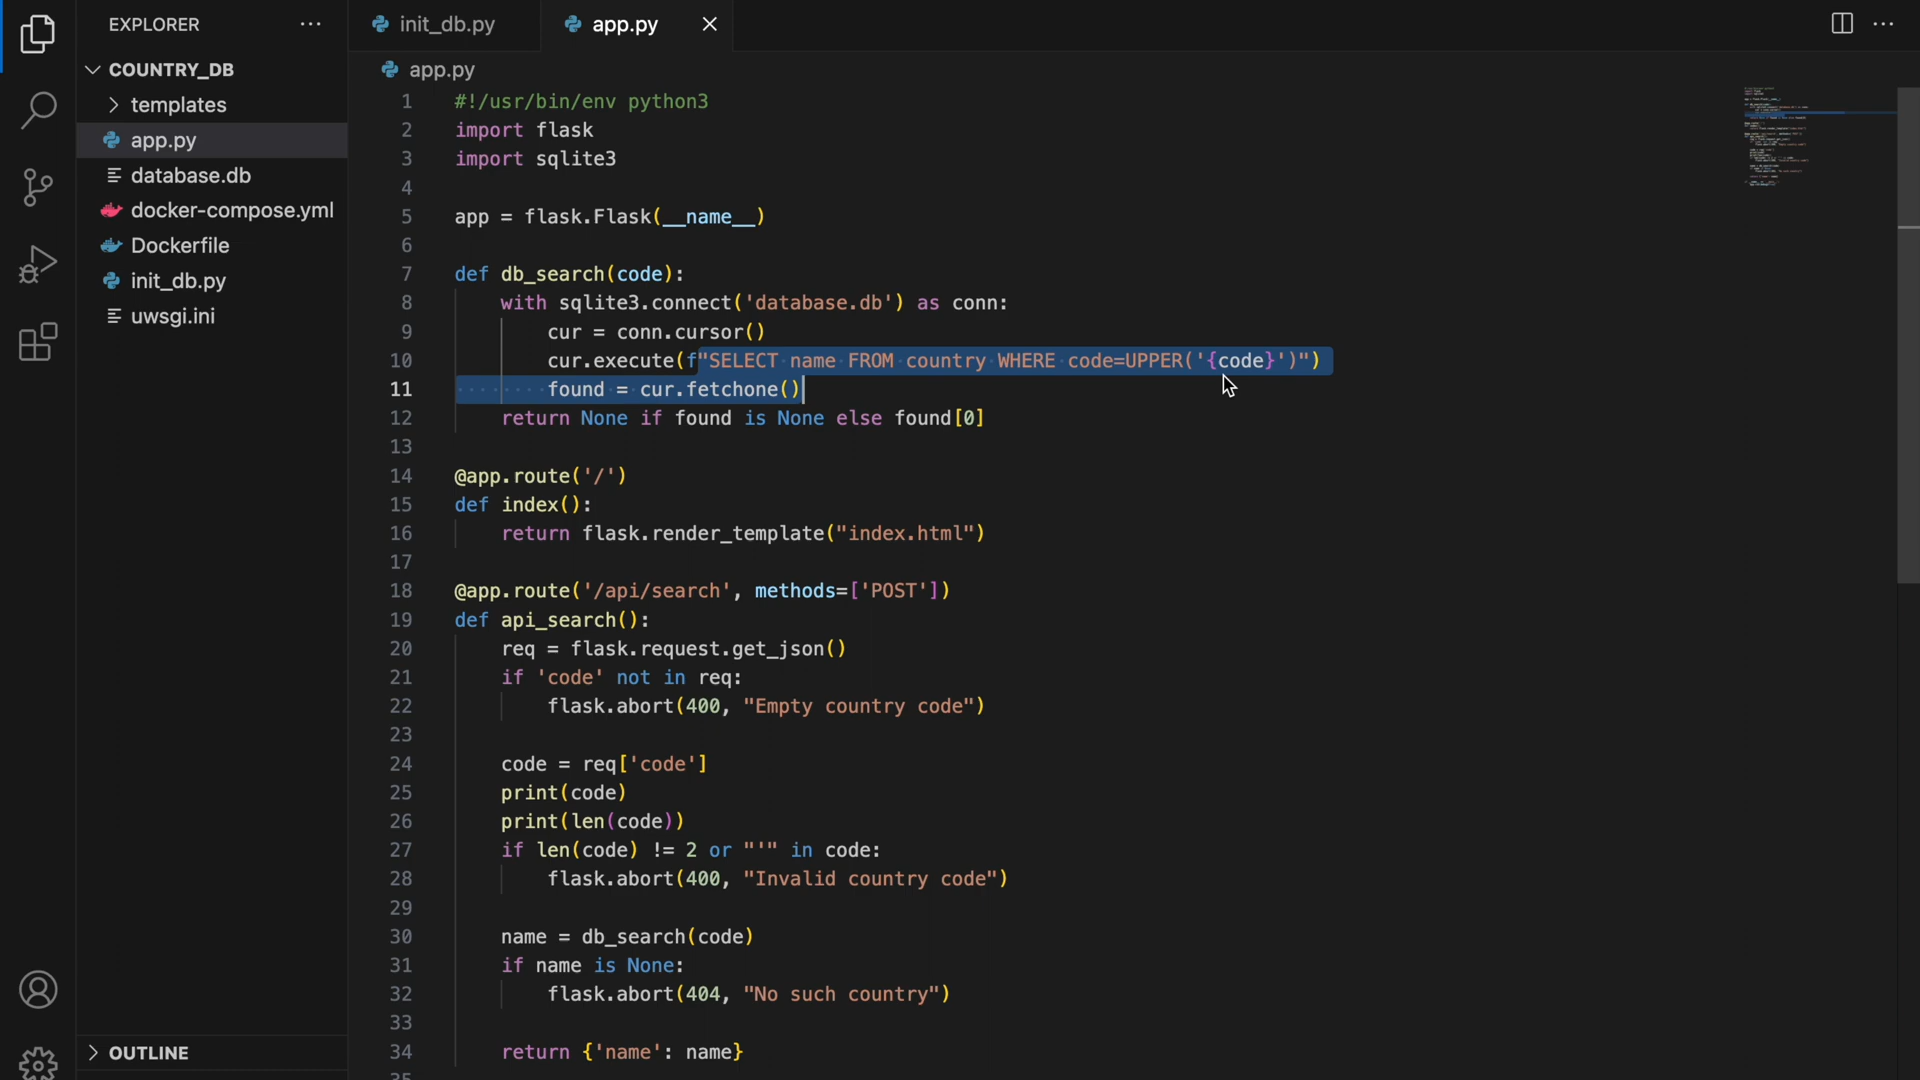 EXPLORER
COUNTRY_DB
templates
app.py
database.db
docker-compose.yml
Dockerfile
init_db.py
uwsgi.ini
OUTLINE
init_db.py
app.py
app.py
1 #!/usr/bin/env python3
2 import flask
3 import sqlite3
4
5 app = flask.Flask(__name__)
6
7 def db_search(code):
8 with sqlite3.connect('database.db') as conn:
9 cur = conn.cursor()
10 cur.execute(f"SELECT name FROM country WHERE code=UPPER('{code}')")
11 found = cur.fetchone()
12 return None if found is None else found[0]
13
14 @app.route('/')
15 def index():
16 return flask.render_template("index.html")
17
18 @app.route('/api/search', methods=['POST'])
19 def api_search():
20 req = flask.request.get_json()
21 if 'code' not in req:
22 flask.abort(400, "Empty country code")
23
24 code = req['code']
25 print(code)
26 print(len(code))
27 if len(code) != 2 or "'" in code:
28 flask.abort(400, "Invalid country code")
29
30 name = db_search(code)
31 if name is None:
32 flask.abort(404, "No such country")
33
34 return {'name': name}
35